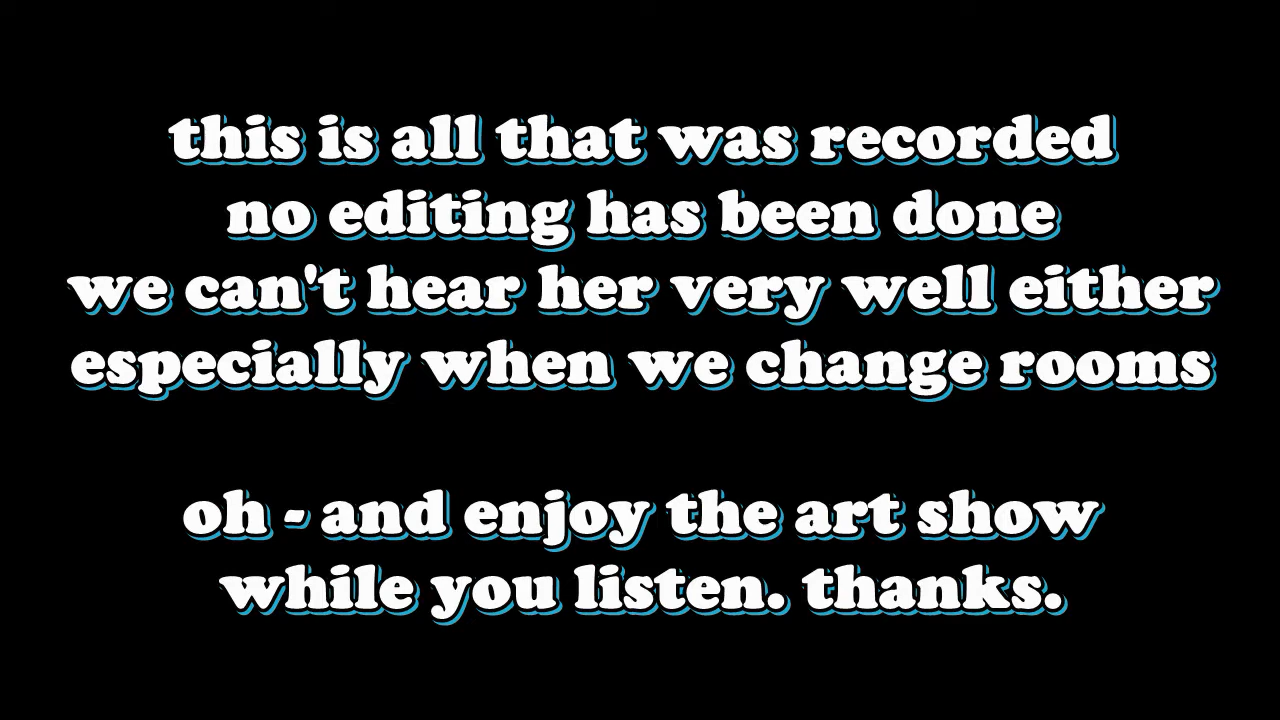 this is all that was recorded
no editing has been done
we can't hear her very well either
especially when we change rooms
oh - and enjoy the art show
while you listen. thanks.